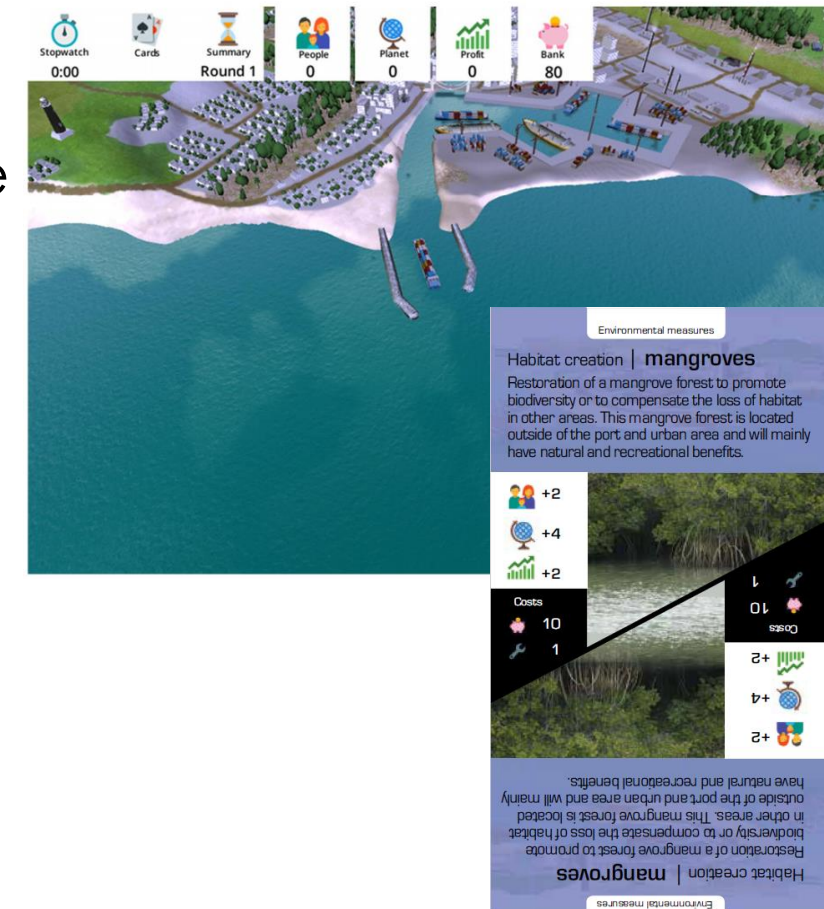 Stopwatch
Cards
Summary
People
Planet
Profit
Bank
0:00
Round 1
0
0
0
80
e
Environmental measures
Habitat creation | mangroves
Restoration of a mangrove forest to promote
biodiversity or to compensate the loss of habitat
in other areas. This mangrove forest is located
outside of the port and urban area and will mainly
have natural and recreational benefits.
+2
+4
+2
Costs
10
1
1
10
Costs
+2
+4
+2
have natural and recreational benefits.
outside of the port and urban area and will mainly
in other areas. This mangrove forest is located
biodiversity or to compensate the loss of habitat
Restoration of a mangrove forest to promote
Habitat creation | mangroves
Environmental measures